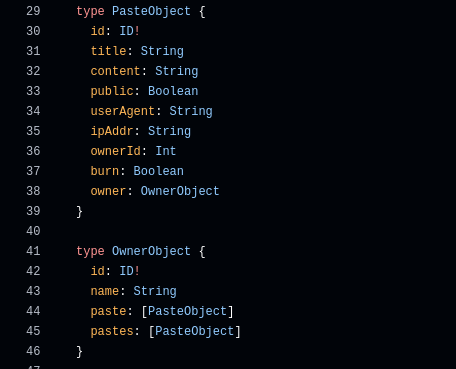 29 type PasteObject {
30 id: ID!
31 title: String
32 content: String
33 public: Boolean
34 userAgent: String
35 ipAddr: String
36 ownerId: Int
37 burn: Boolean
38 owner: OwnerObject
39 }
40
41 type OwnerObject {
42 id: ID!
43 name: String
44 paste: [PasteObject]
45 pastes: [PasteObject]
46 }